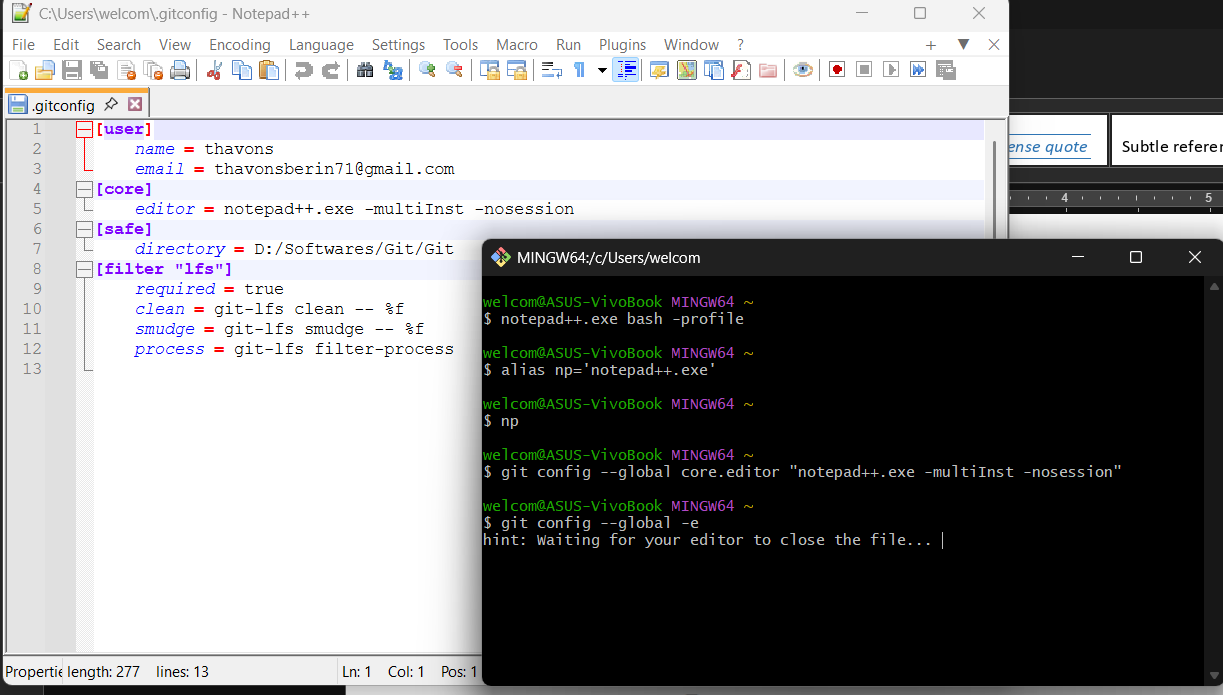 C:\Users\welcom\.gitconfig - Notepad++
File Edit Search View Encoding Language Settings Tools Macro Run Plugins Window ?
.gitconfig
1 [user]
2 name = thavons
3 email = thavonsberin71@gmail.com
4 [core]
5 editor = notepad++.exe -multiInst -nosession
6 [safe]
7 directory = D:/Softwares/Git/Git
8 [filter "lfs"]
9 required = true
10 clean = git-lfs clean -- %f
11 smudge = git-lfs smudge -- %f
12 process = git-lfs filter-process
13
Propertie length: 277 lines: 13 Ln: 1 Col: 1 Pos: 1
ense quote Subtle referen
4 5
MINGW64:/c/Users/welcom
welcom@ASUS-VivoBook MINGW64 ~
$ notepad++.exe bash -profile
welcom@ASUS-VivoBook MINGW64 ~
$ alias np='notepad++.exe'
welcom@ASUS-VivoBook MINGW64 ~
$ np
welcom@ASUS-VivoBook MINGW64 ~
$ git config --global core.editor "notepad++.exe -multiInst -nosession"
welcom@ASUS-VivoBook MINGW64 ~
$ git config --global -e
hint: Waiting for your editor to close the file...